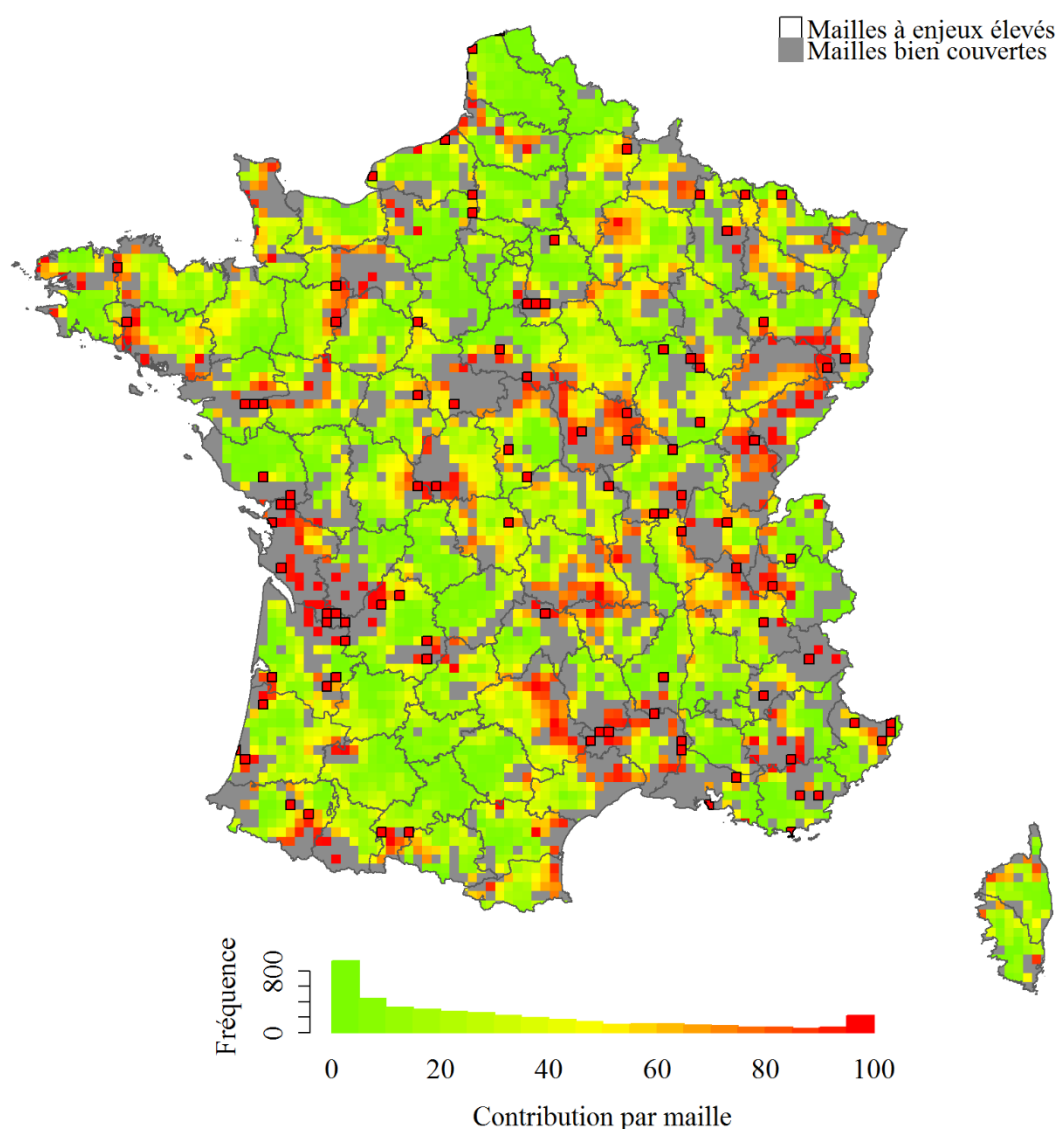 Mailles à enjeux élevés
Mailles bien couvertes
Fréquence
800
0
0 20 40 60 80 100
Contribution par maille